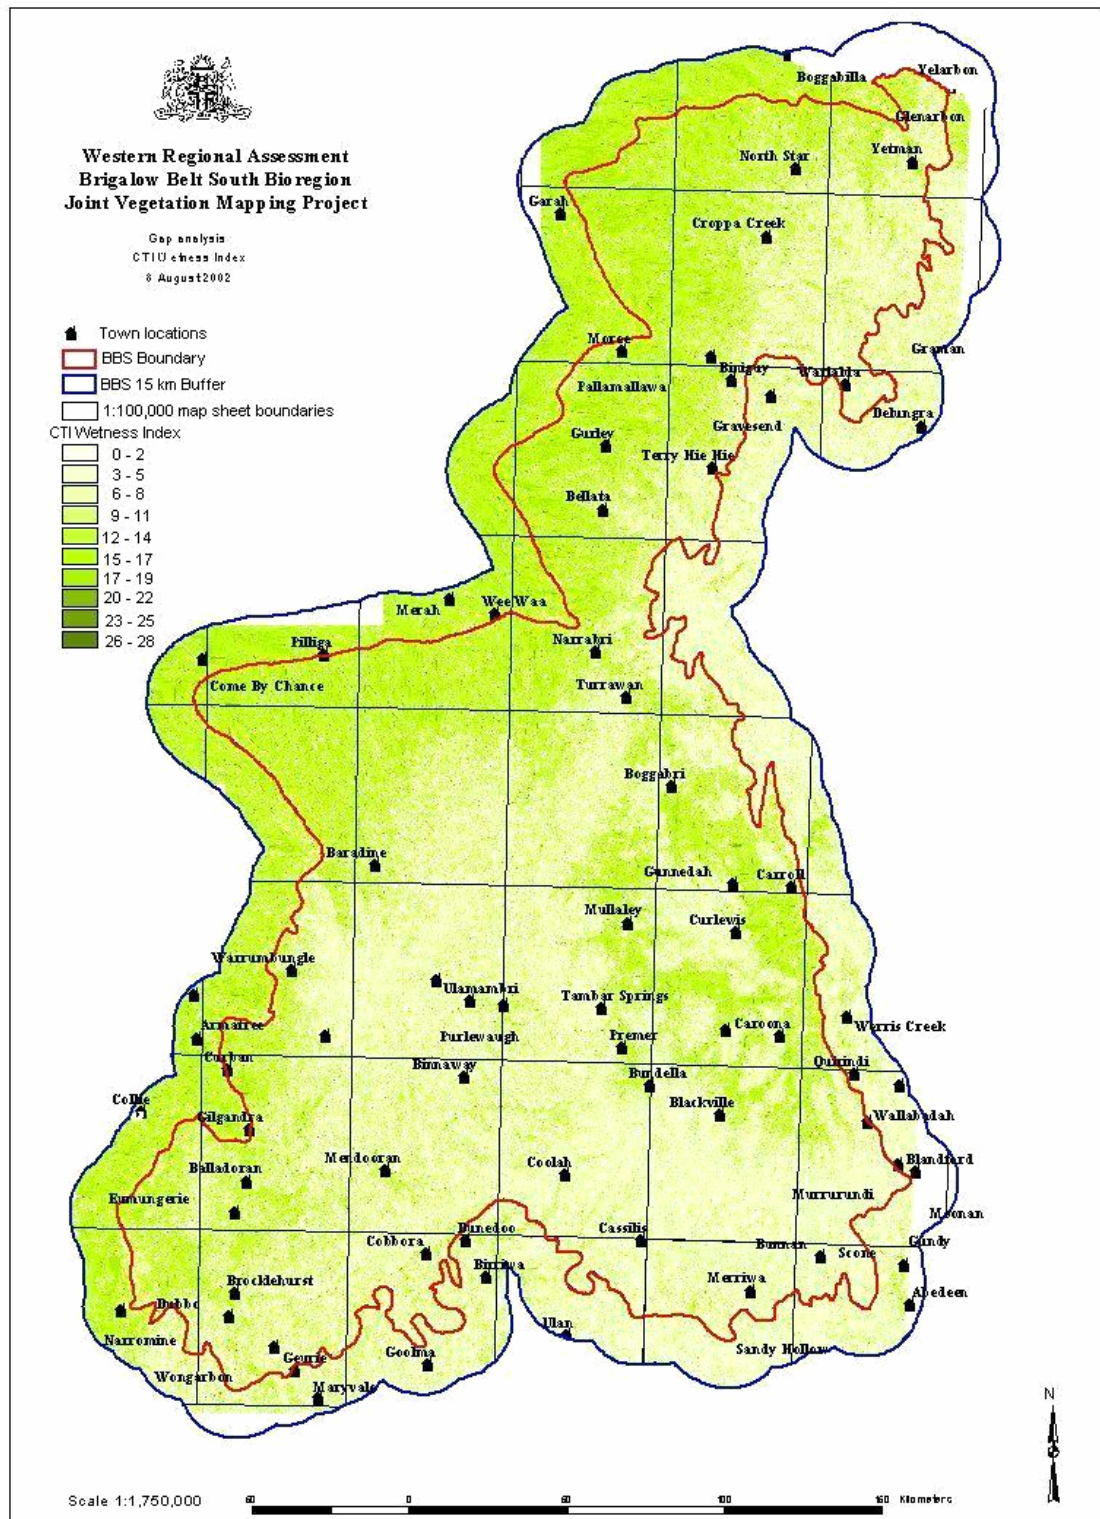 Western Regional Assessment
Brigalow Belt South Bioregion
Joint Vegetation Mapping Project
Gap analysis
CTI Wetness Index
8 August 2002
Town locations
BBS Boundary
BBS 15 km Buffer
1:100,000 map sheet boundaries
CTI Wetness Index
0 - 2
3 - 5
6 - 8
9 - 11
12 - 14
15 - 17
17 - 19
20 - 22
23 - 25
26 - 28
Yelarbon
Boggabilla
Glenarbon
Yetman
North Star
Garah
Croppa Creek
Moree
Graman
Biniguy
Warialda
Pallamallawa
Delungra
Gravesend
Gurley
Terry Hie Hie
Bellata
Merah
Wee Waa
Pilliga
Narrabri
Come By Chance
Turrawan
Boggabri
Baradine
Gunnedah
Carroll
Mullaley
Curlewis
Warrumbungle
Ulamambri
Tambar Springs
Armatree
Purlewaugh
Premer
Caroona
Werris Creek
Curban
Binnaway
Bundella
Quirindi
Collie
Blackville
Gilgandra
Wallabadah
Balladoran
Mendooran
Coolah
Blandford
Eumungerie
Murrurundi
Moonan
Cobbora
Dunedoo
Cassilis
Bunnan
Scone
Gundy
Brocklehurst
Birriwa
Merriwa
Abedeen
Dubbo
Narromine
Ulan
Sandy Hollow
Wongarbon
Geurie
Goolma
Maryvale
N
Scale 1:1,750,000
60 0 60 100 160 Kilometers